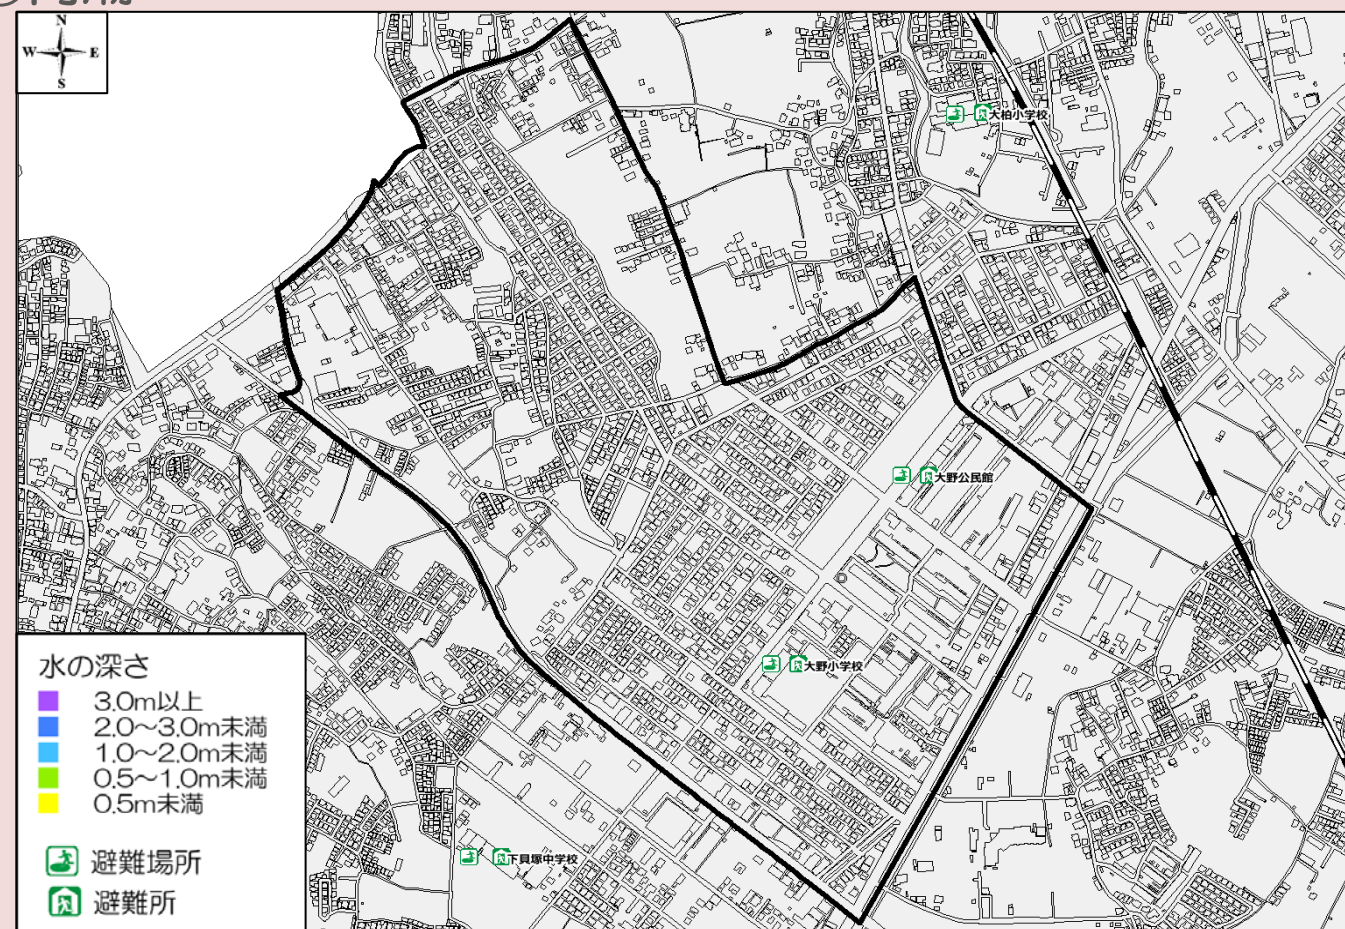 N
W E
S
大柏小学校
大野公民館
大野小学校
下貝塚中学校
水の深さ
3.0m以上
2.0～3.0m未満
1.0～2.0m未満
0.5～1.0m未満
0.5m未満
避難場所
避難所